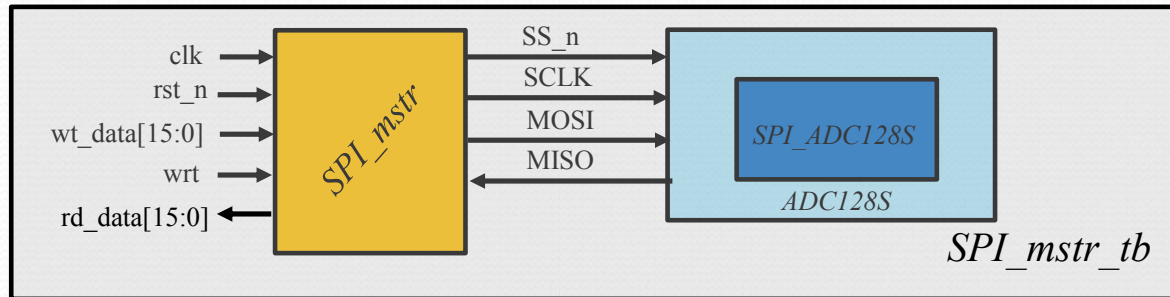 clk
rst_n
wt_data[15:0]
wrt
rd_data[15:0]
SPI_mstr
SS_n
SCLK
MOSI
MISO
SPI_ADC128S
ADC128S
SPI_mstr_tb